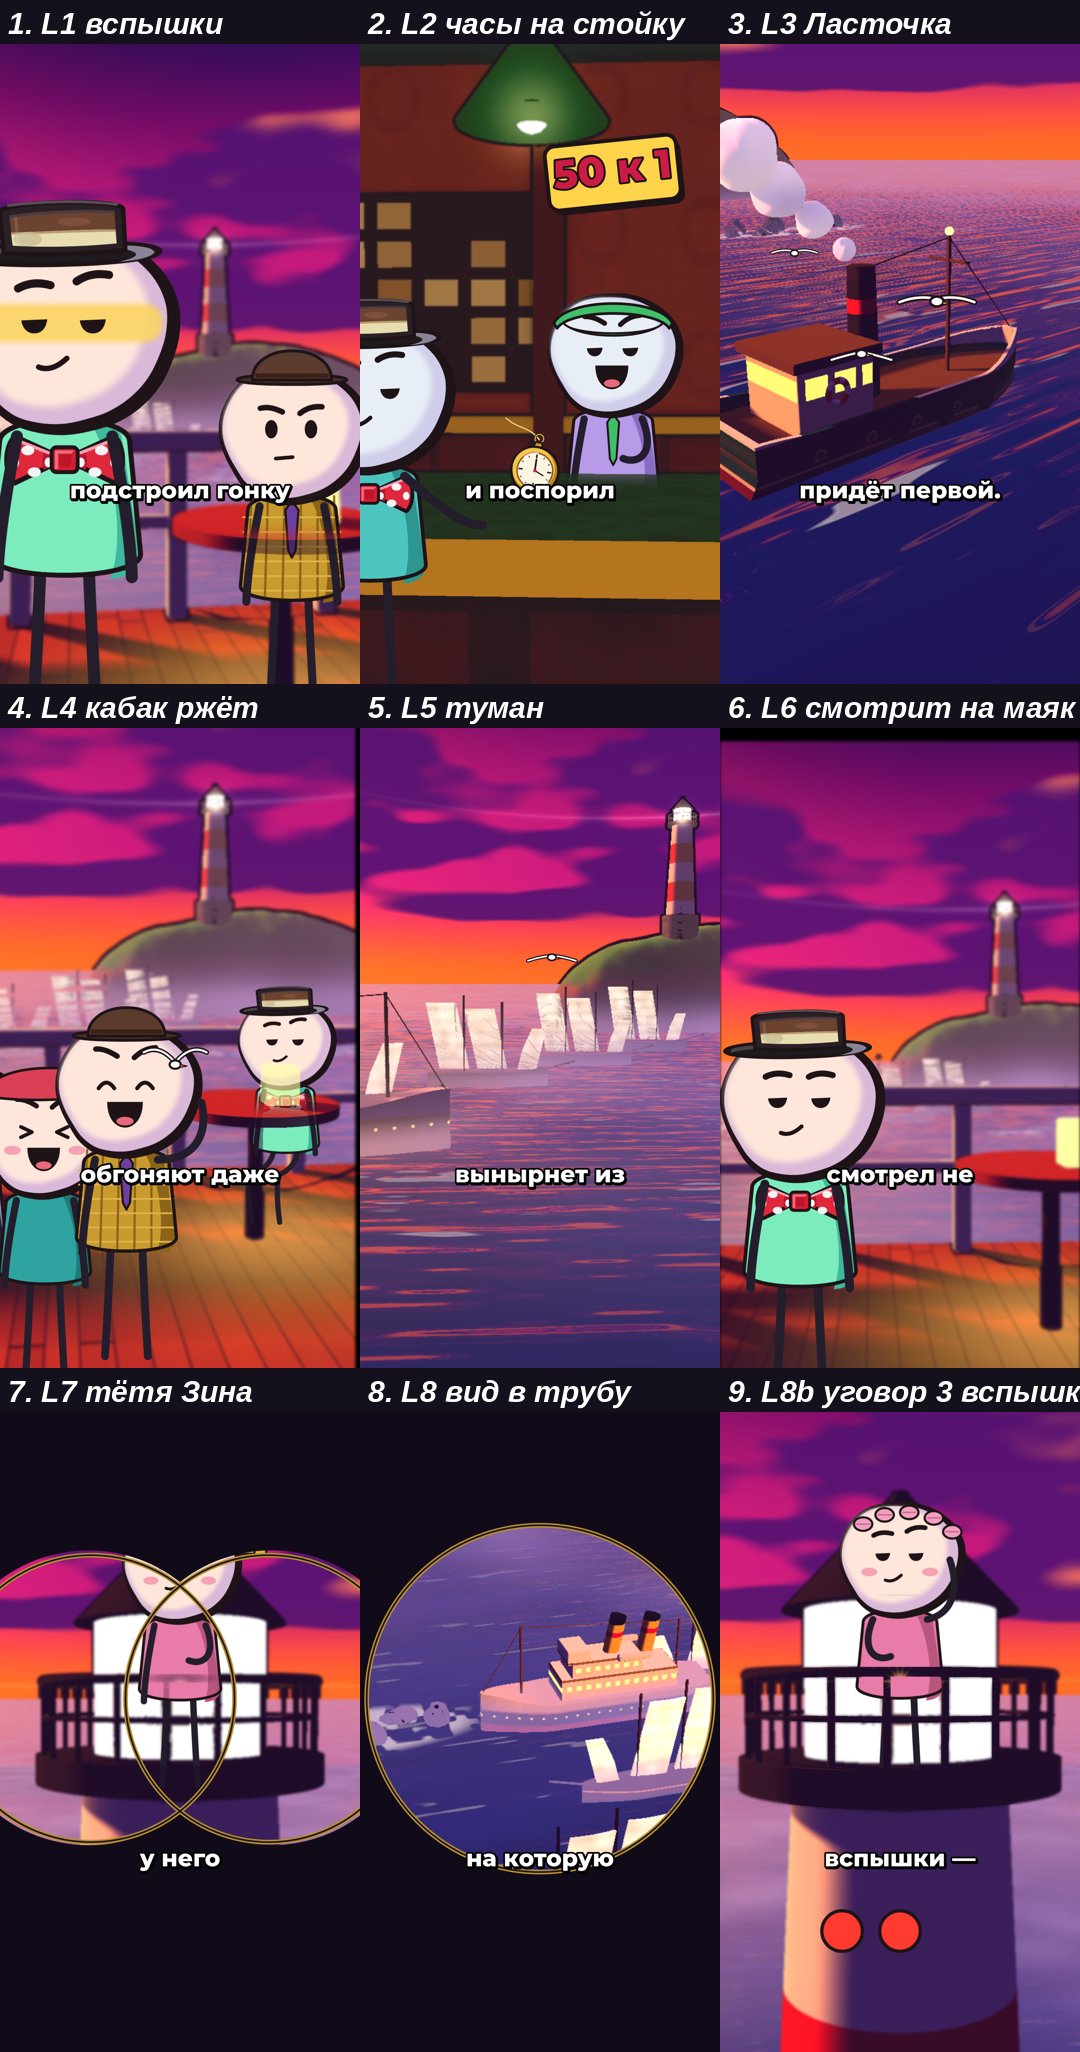 1. L1 вспышки
2. L2 часы на стойку
3. L3 Ласточка
50 к 1
подстроил гонку
и поспорил
придёт первой.
4. L4 кабак ржёт
5. L5 туман
6. L6 смотрит на маяк
обгоняют даже
вынырнет из
смотрел не
7. L7 тётя Зина
8. L8 вид в трубу
9. L8b уговор 3 вспышк
у него
на которую
вспышки —